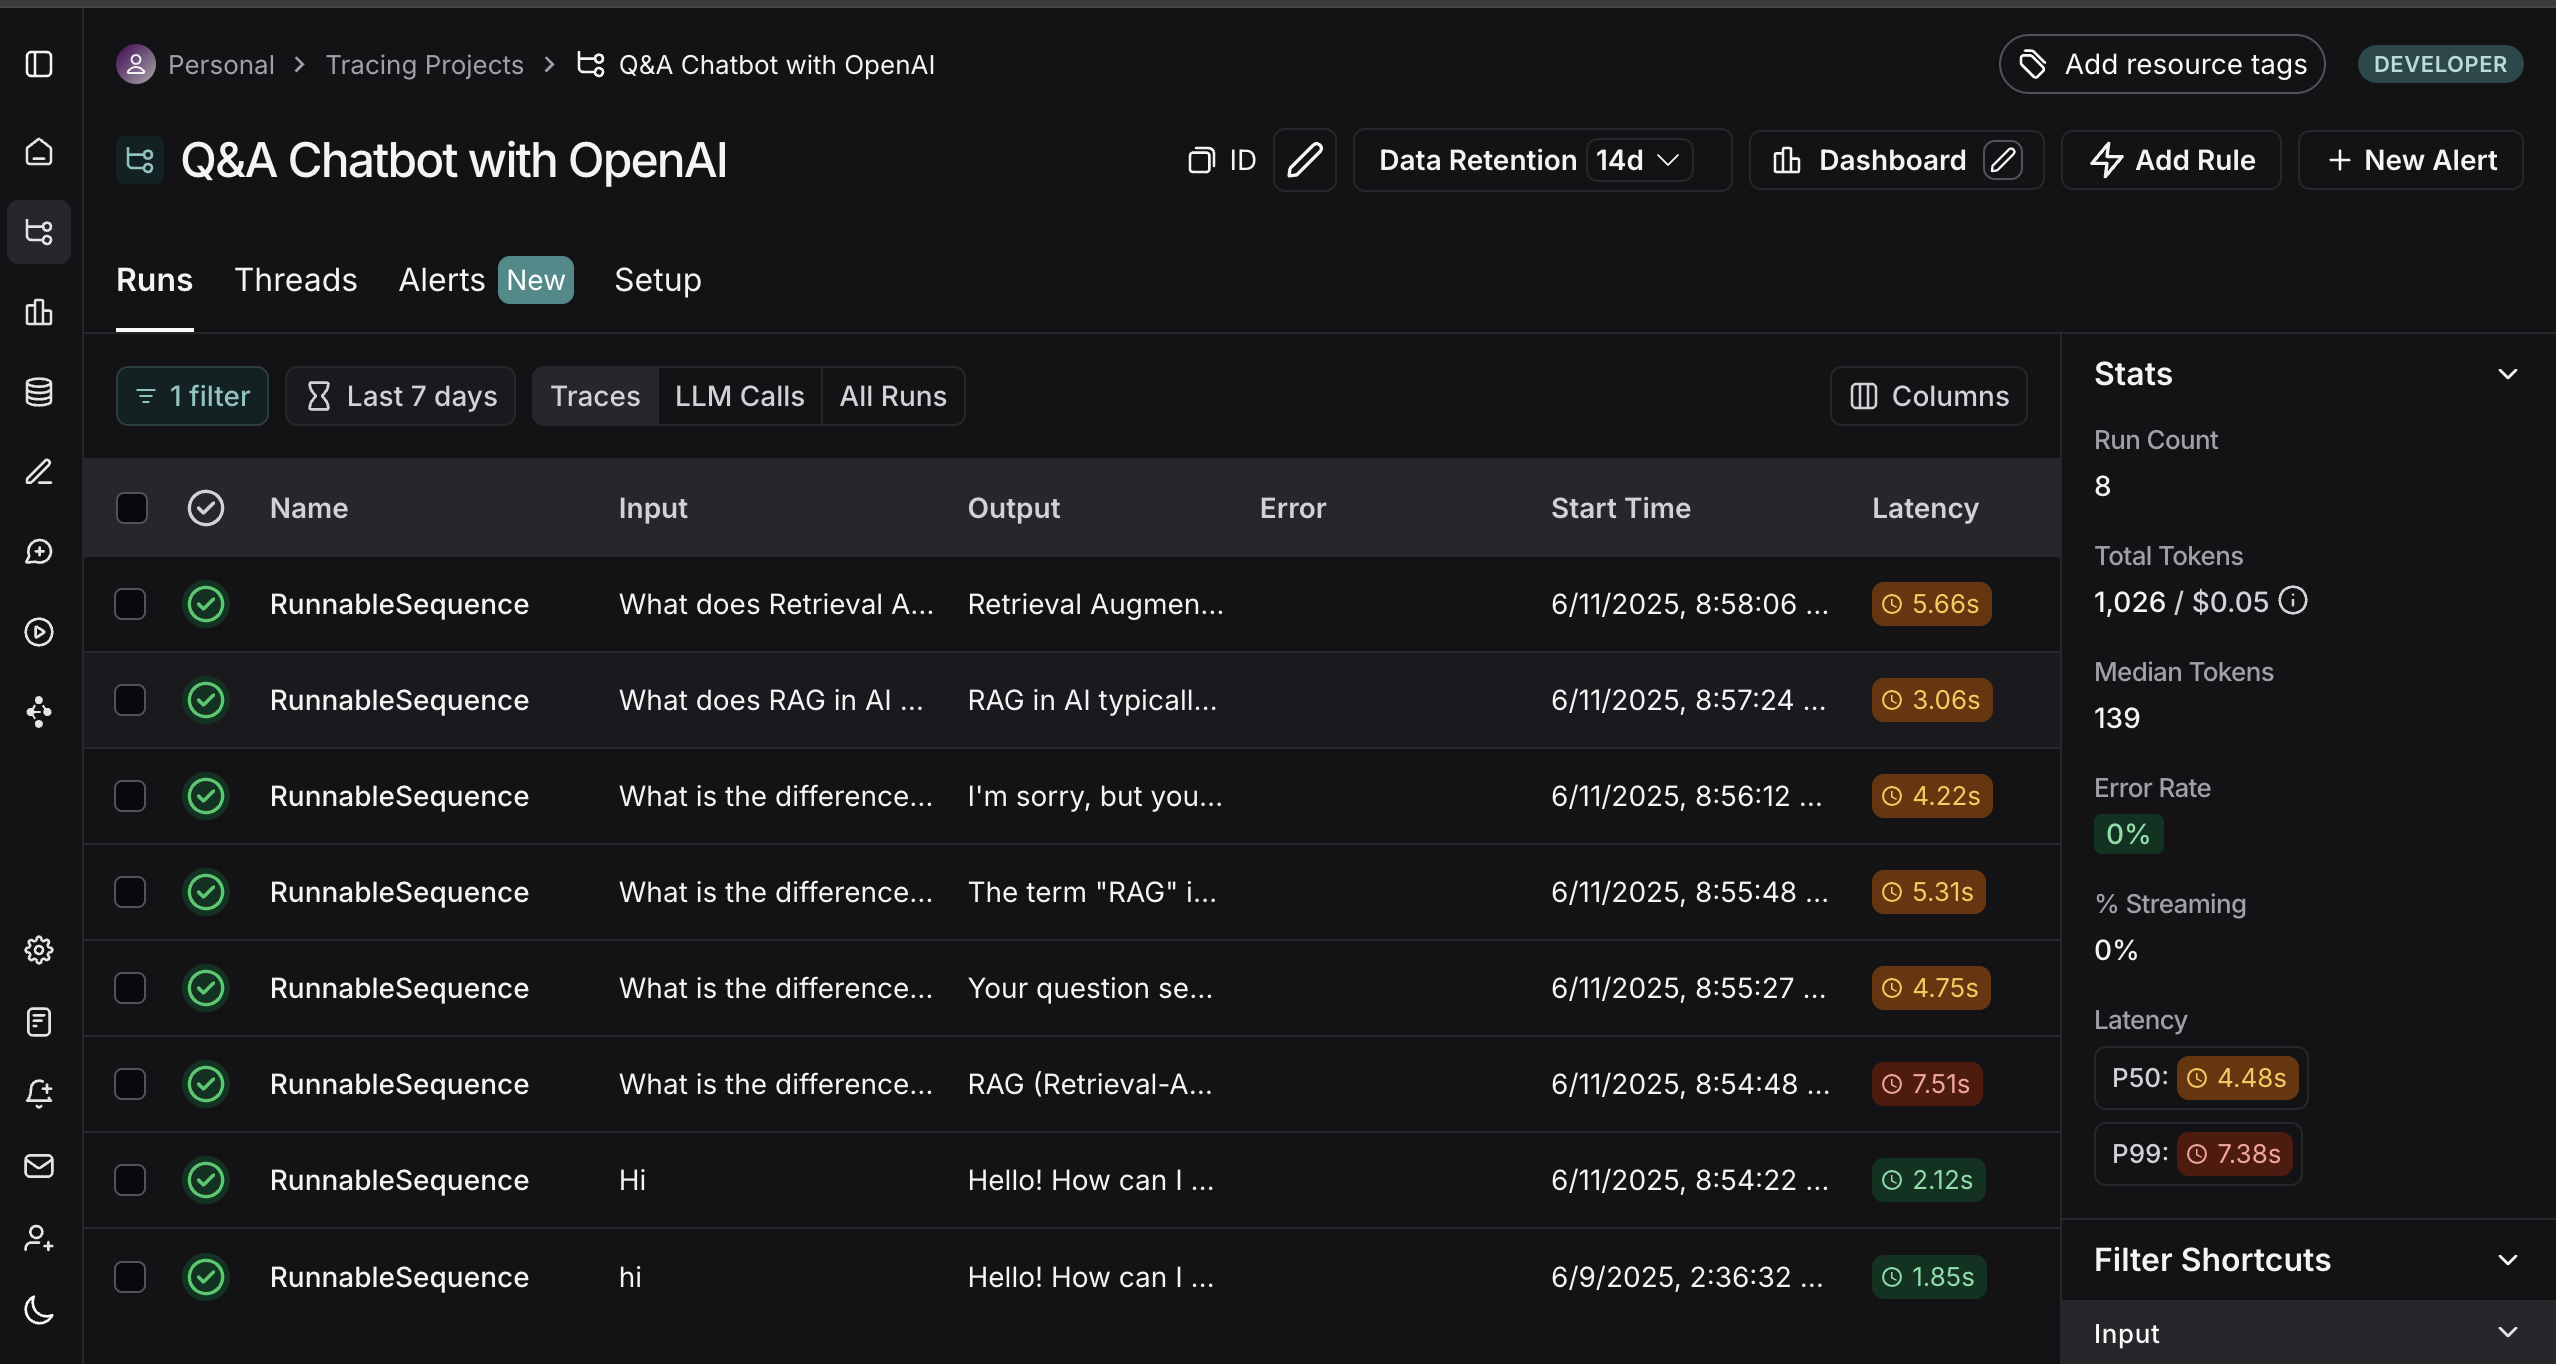 Personal > Tracing Projects > Q&A Chatbot with OpenAI
Add resource tags
DEVELOPER
Q&A Chatbot with OpenAI
ID
Data Retention 14d
Dashboard
Add Rule
+ New Alert
Runs Threads Alerts New Setup
1 filter Last 7 days Traces LLM Calls All Runs Columns
Name Input Output Error Start Time Latency
RunnableSequence What does Retrieval A... Retrieval Augmen... 6/11/2025, 8:58:06 ... 5.66s
RunnableSequence What does RAG in AI ... RAG in AI typicall... 6/11/2025, 8:57:24 ... 3.06s
RunnableSequence What is the difference... I'm sorry, but you... 6/11/2025, 8:56:12 ... 4.22s
RunnableSequence What is the difference... The term "RAG" i... 6/11/2025, 8:55:48 ... 5.31s
RunnableSequence What is the difference... Your question se... 6/11/2025, 8:55:27 ... 4.75s
RunnableSequence What is the difference... RAG (Retrieval-A... 6/11/2025, 8:54:48 ... 7.51s
RunnableSequence Hi Hello! How can I ... 6/11/2025, 8:54:22 ... 2.12s
RunnableSequence hi Hello! How can I ... 6/9/2025, 2:36:32 ... 1.85s
Stats
Run Count
8
Total Tokens
1,026 / $0.05
Median Tokens
139
Error Rate
0%
% Streaming
0%
Latency
P50: 4.48s
P99: 7.38s
Filter Shortcuts
Input